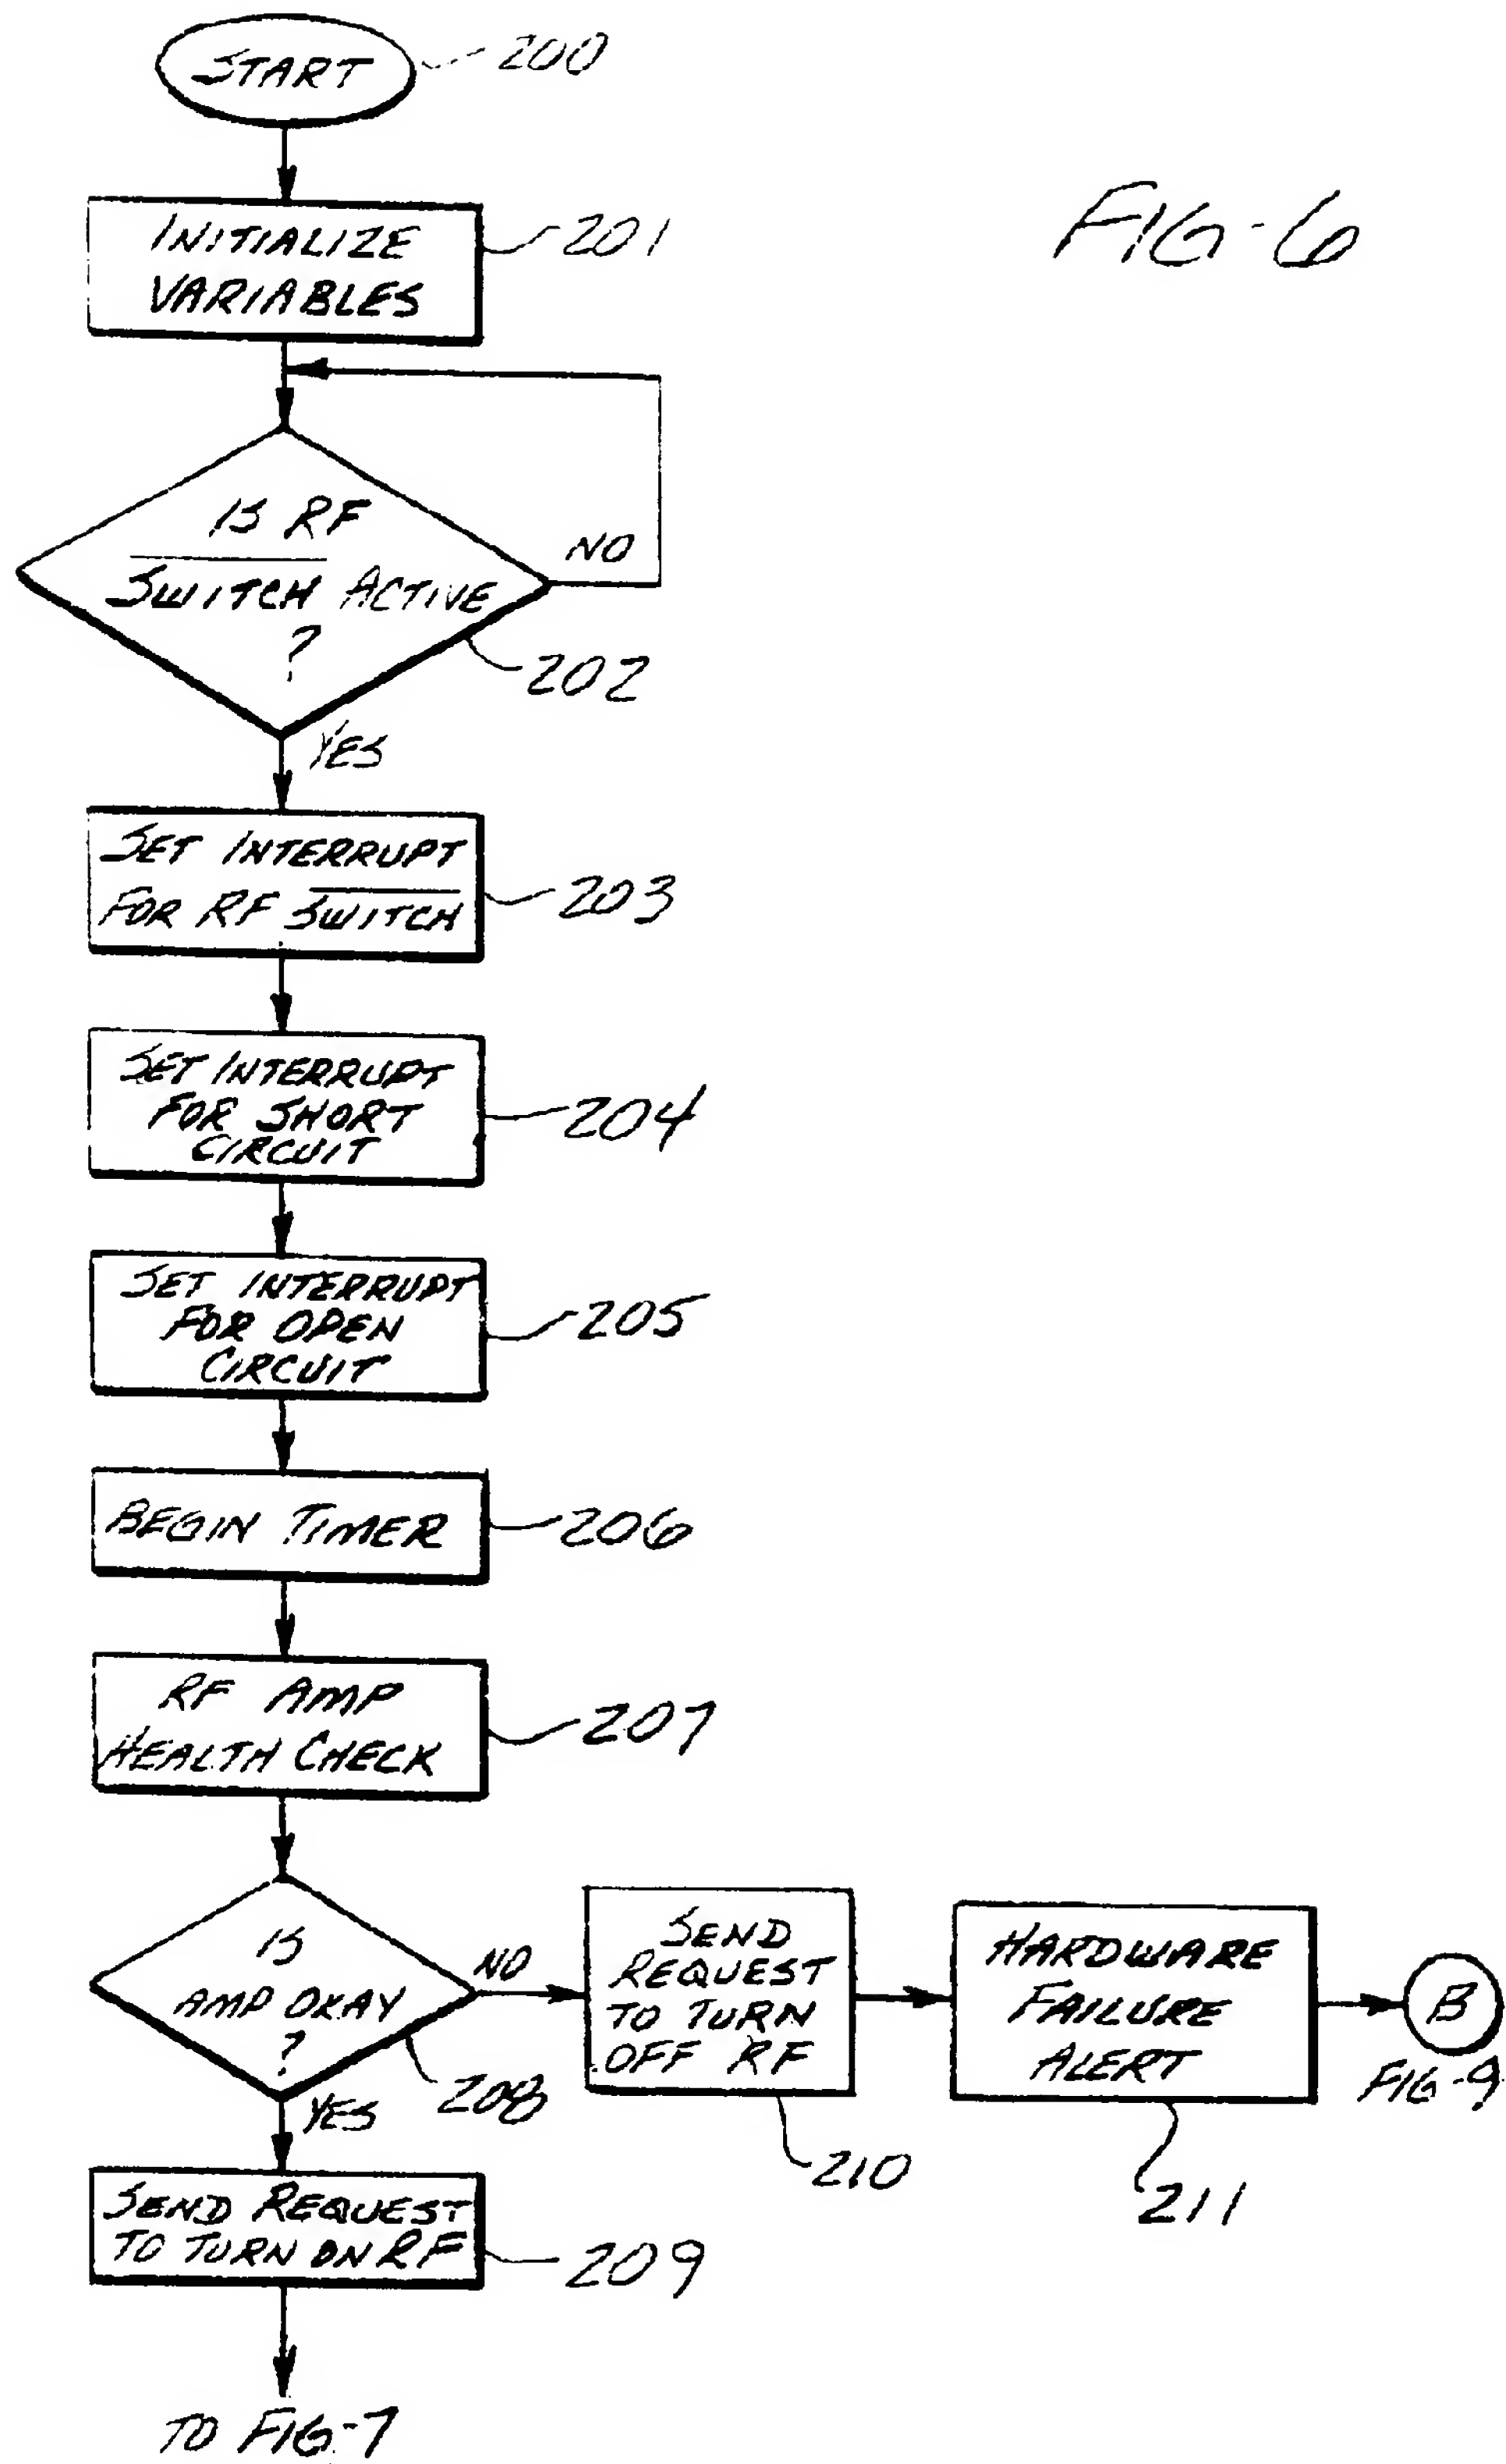 START
200
FIG-6
INITIALIZE
VARIABLES
201
IS RF
SWITCH ACTIVE
?
NO
202
YES
SET INTERRUPT
FOR RF SWITCH
203
SET INTERRUPT
FOR SHORT
CIRCUIT
204
SET INTERRUPT
FOR OPEN
CIRCUIT
205
BEGIN TIMER
206
RF AMP
HEALTH CHECK
207
IS
AMP OKAY
?
NO
208
YES
SEND
REQUEST
TO TURN
OFF RF
210
HARDWARE
FAILURE
ALERT
211
B
FIG-9
SEND REQUEST
TO TURN ON RF
209
TO FIG-7